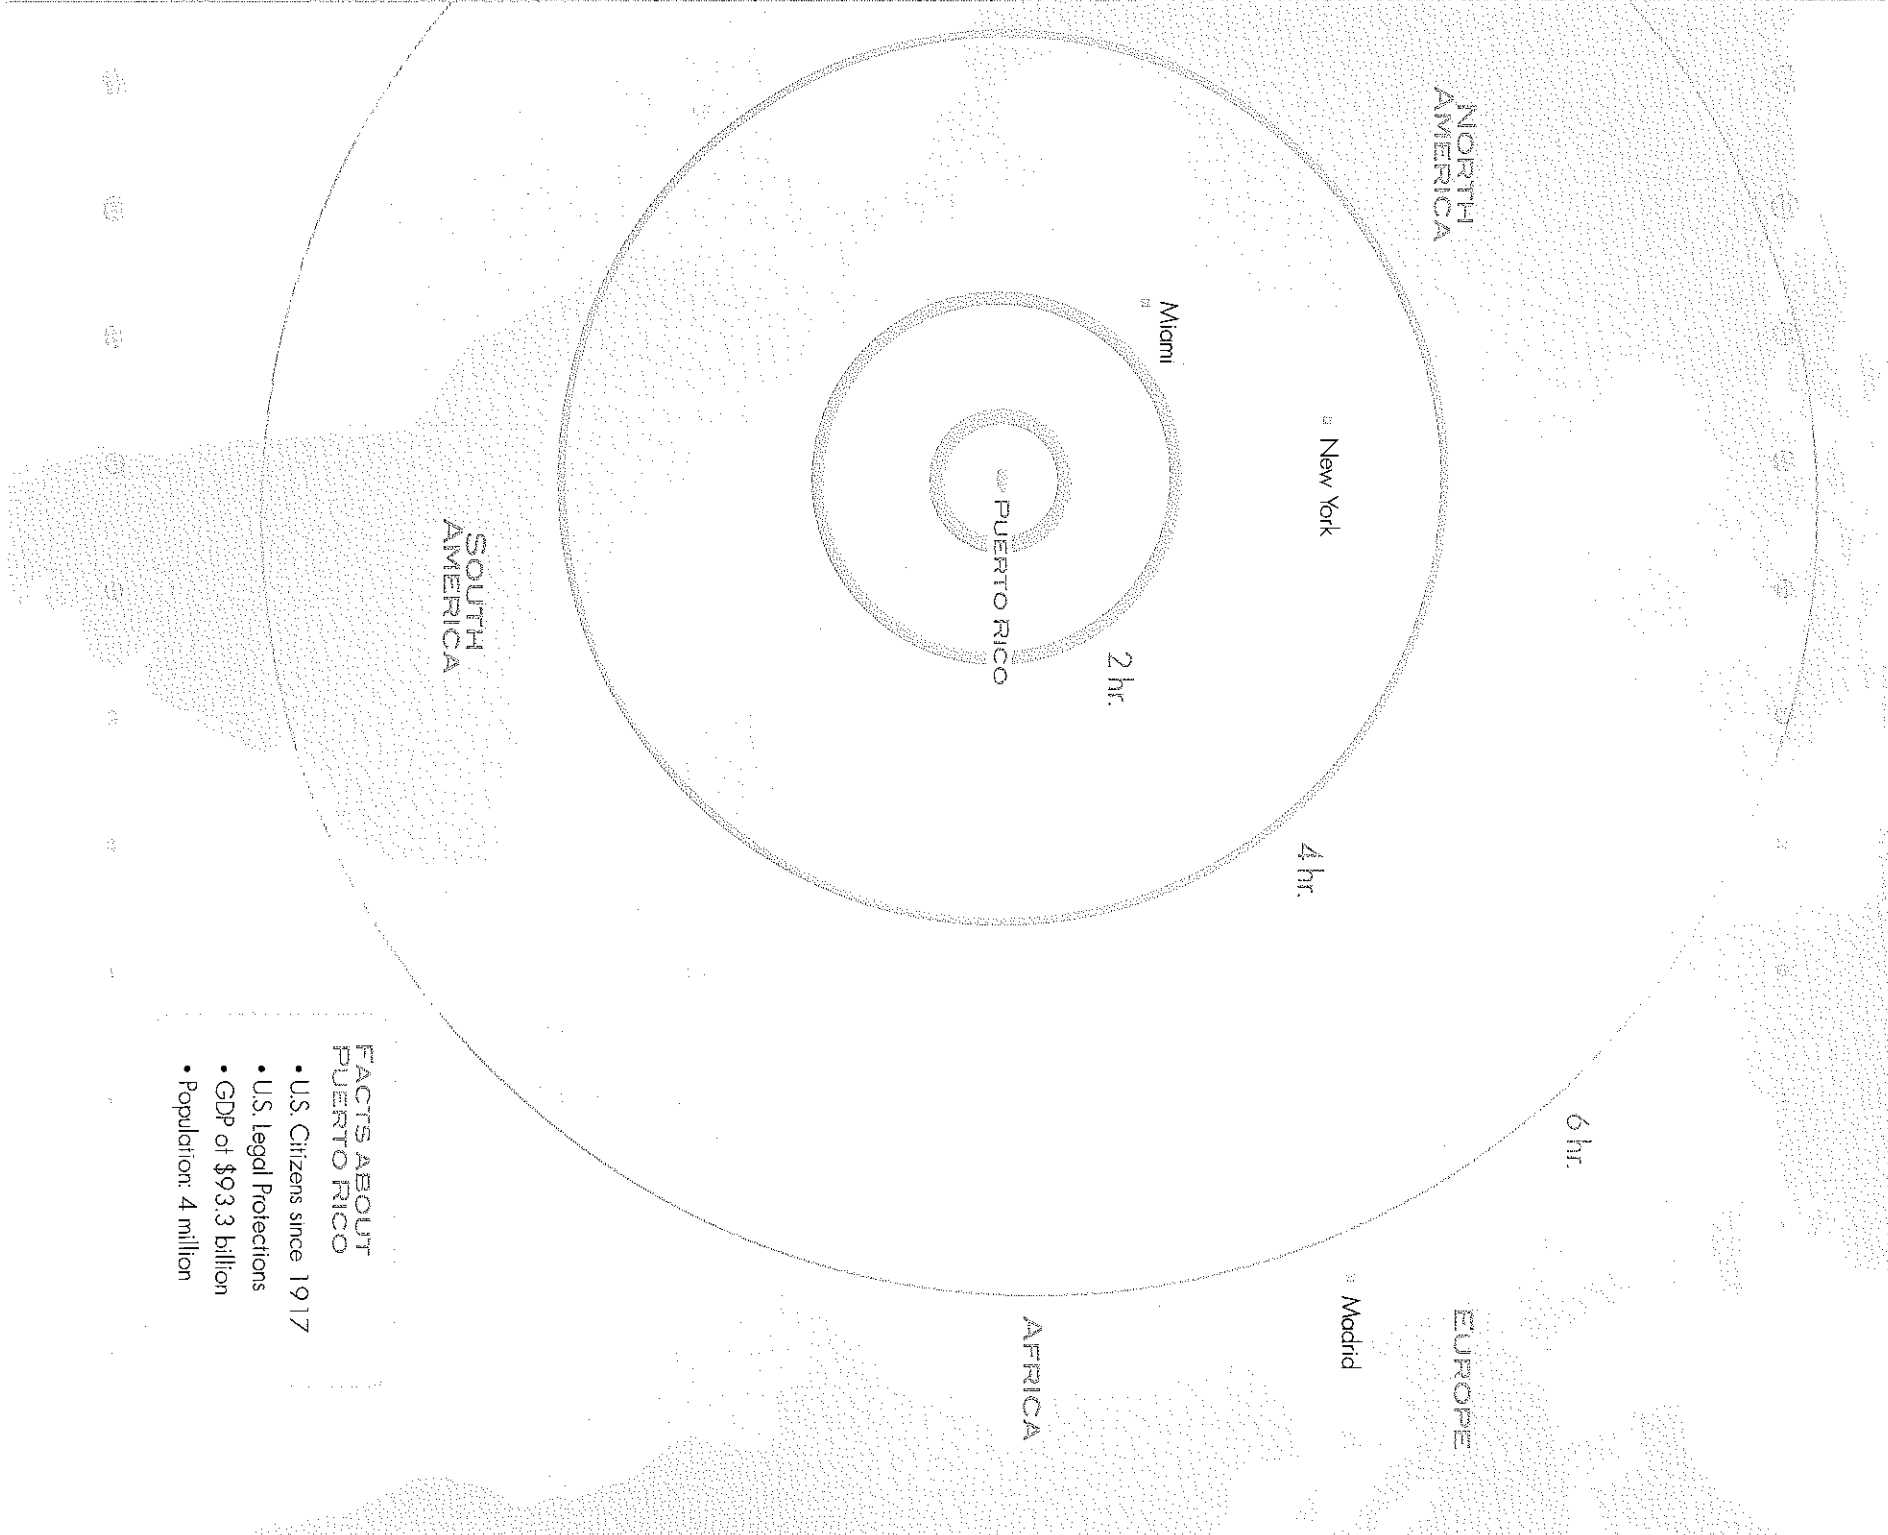 NORTH
AMERICA
Miami
New York
PUERTO RICO
2 hr.
4 hr.
6 hr.
SOUTH
AMERICA
EUROPE
Madrid
AFRICA
FACTS ABOUT
PUERTO RICO
• U.S. Citizens since 1917
• U.S. Legal Protections
• GDP at $93.3 billion
• Population: 4 million